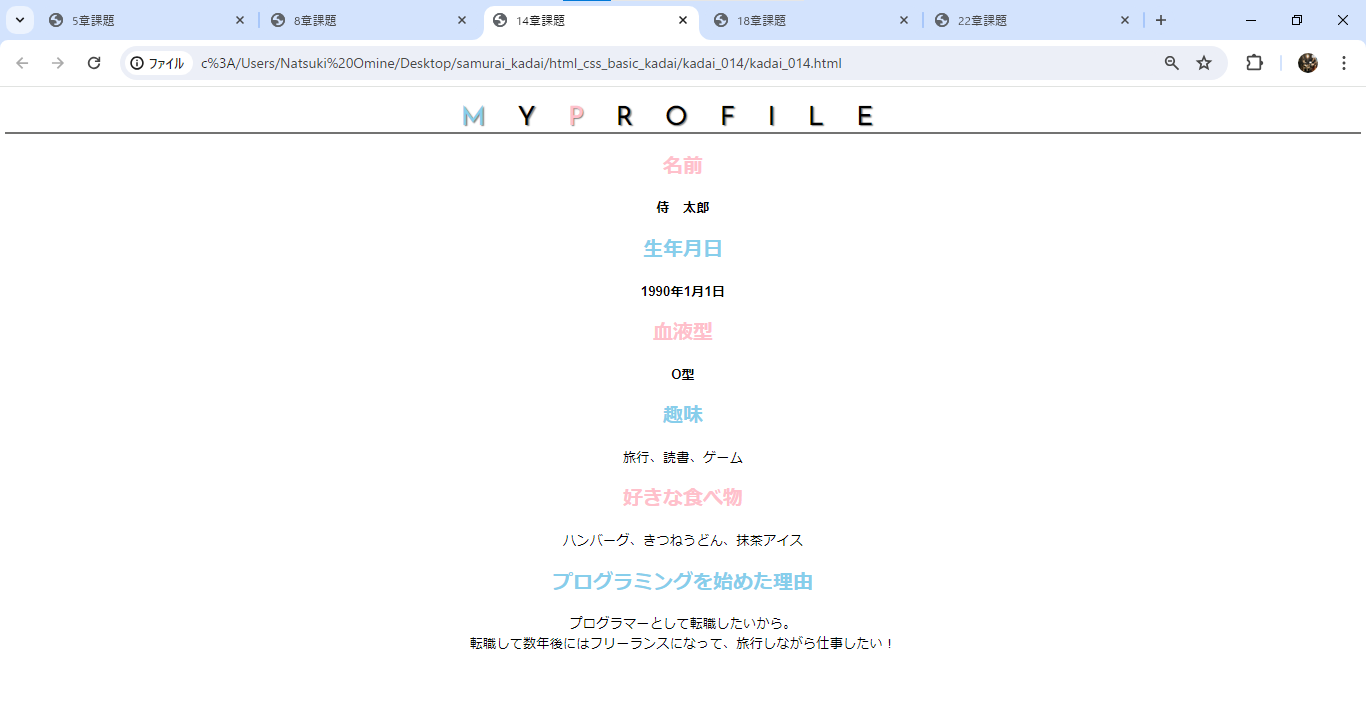 5章課題
8章課題
14章課題
18章課題
22章課題
ファイル
c%3A/Users/Natsuki%20Omine/Desktop/samurai_kadai/html_css_basic_kadai/kadai_014/kadai_014.html
M Y P R O F I L E
名前
侍　太郎
生年月日
1990年1月1日
血液型
O型
趣味
旅行、読書、ゲーム
好きな食べ物
ハンバーグ、きつねうどん、抹茶アイス
プログラミングを始めた理由
プログラマーとして転職したいから。
転職して数年後にはフリーランスになって、旅行しながら仕事したい！